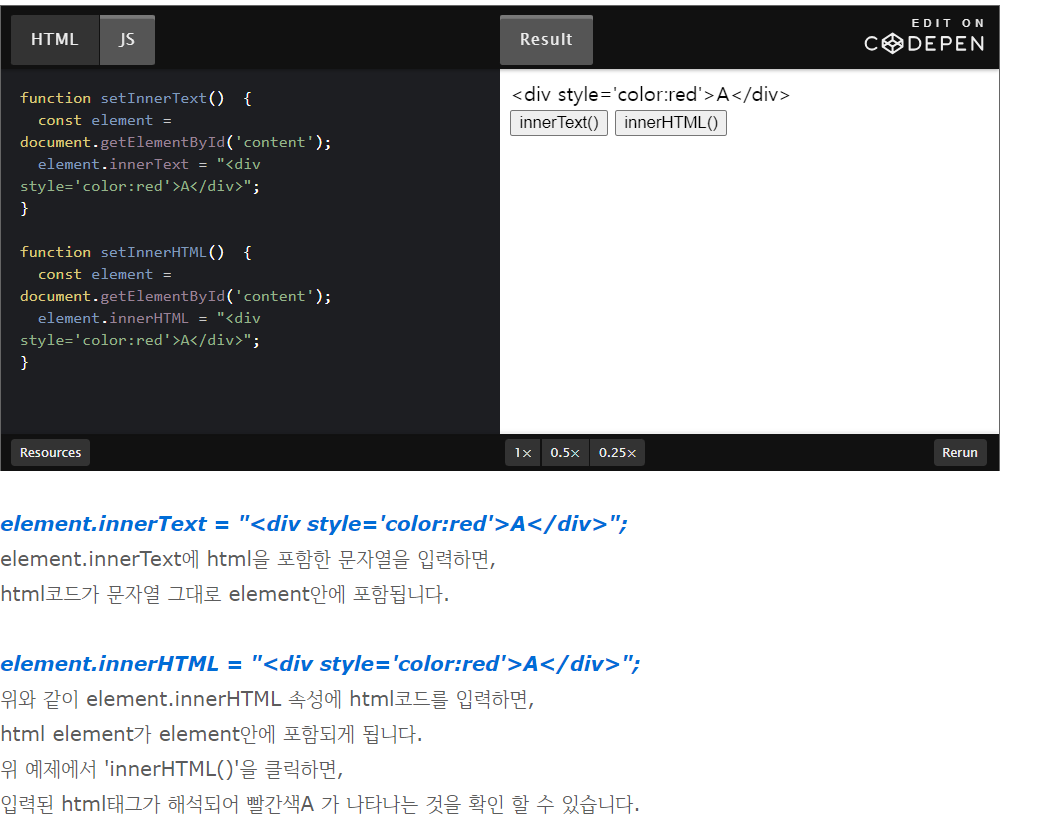 HTML JS Result EDIT ON
CODEPEN
function setInnerText() {
const element =
document.getElementById('content');
element.innerText = "<div
style='color:red'>A</div>";
}
function setInnerHTML() {
const element =
document.getElementById('content');
element.innerHTML = "<div
style='color:red'>A</div>";
}
<div style='color:red'>A</div>
innerText() innerHTML()
Resources 1× 0.5× 0.25× Rerun
element.innerText = "<div style='color:red'>A</div>";
element.innerText에 html을 포함한 문자열을 입력하면,
html코드가 문자열 그대로 element안에 포함됩니다.
element.innerHTML = "<div style='color:red'>A</div>";
위와 같이 element.innerHTML 속성에 html코드를 입력하면,
html element가 element안에 포함되게 됩니다.
위 예제에서 'innerHTML()'을 클릭하면,
입력된 html태그가 해석되어 빨간색A 가 나타나는 것을 확인 할 수 있습니다.